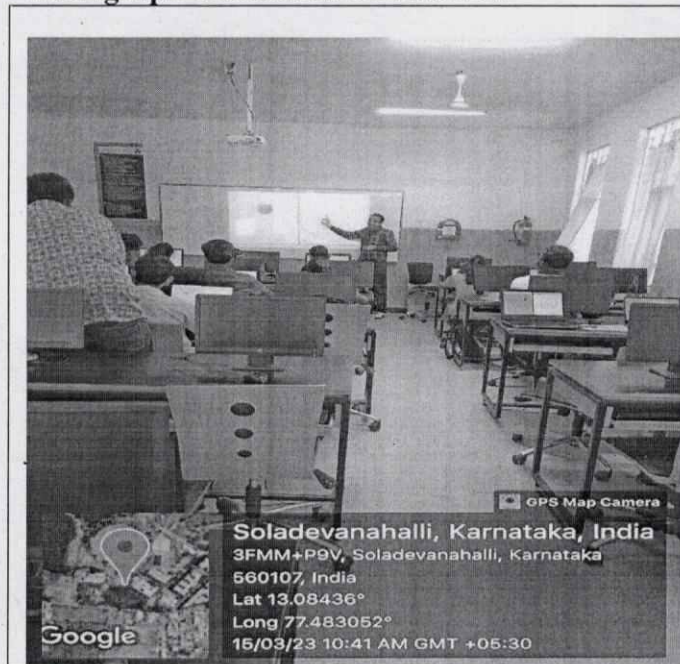 GPS Map Camera
Soladevanahalli, Karnataka, India
3FMM+P9V, Soladevanahalli, Karnataka
560107, India
Lat 13.08436°
Long 77.483052°
15/03/23 10:41 AM GMT +05:30
Google